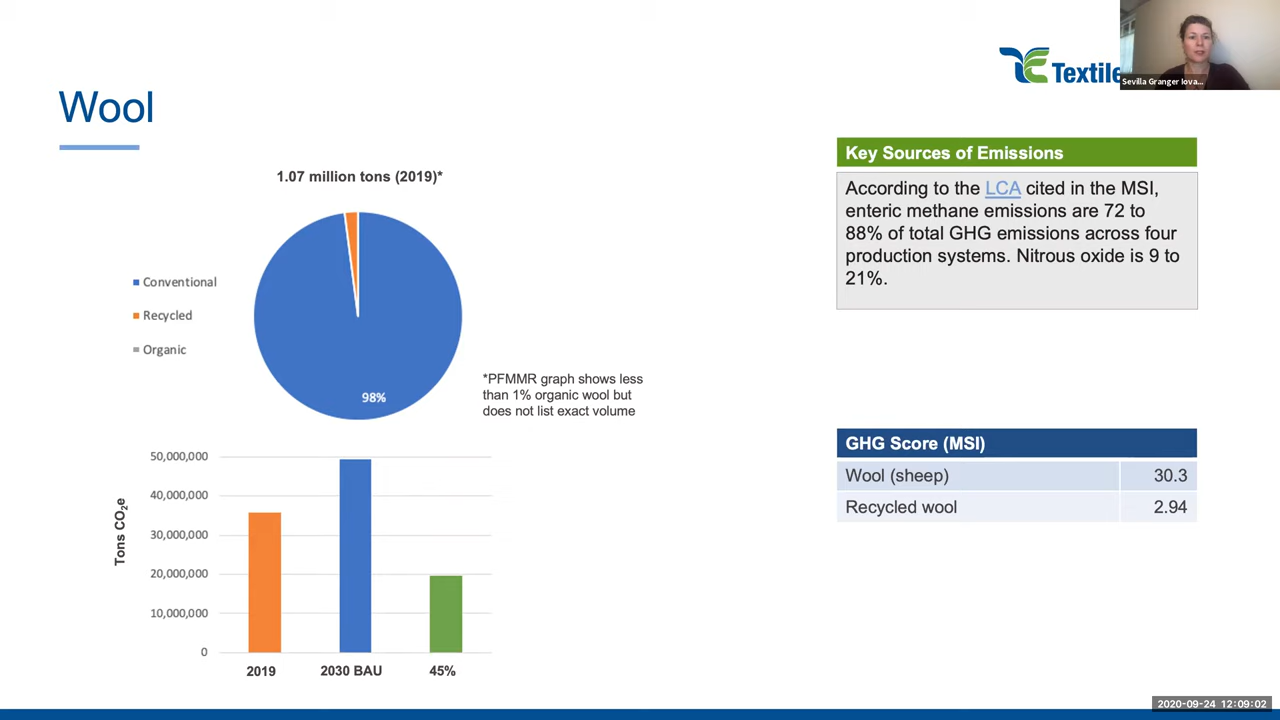 Textile
Sevilla Granger Iova...
Wool
1.07 million tons (2019)*
Conventional
Recycled
Organic
98%
*PFMMR graph shows less
than 1% organic wool but
does not list exact volume
50,000,000
40,000,000
30,000,000
20,000,000
10,000,000
0
Tons CO₂e
2019
2030 BAU
45%
Key Sources of Emissions
According to the LCA cited in the MSI,
enteric methane emissions are 72 to
88% of total GHG emissions across four
production systems. Nitrous oxide is 9 to
21%.
GHG Score (MSI)
Wool (sheep) 30.3
Recycled wool 2.94
2020-09-24 12:09:02